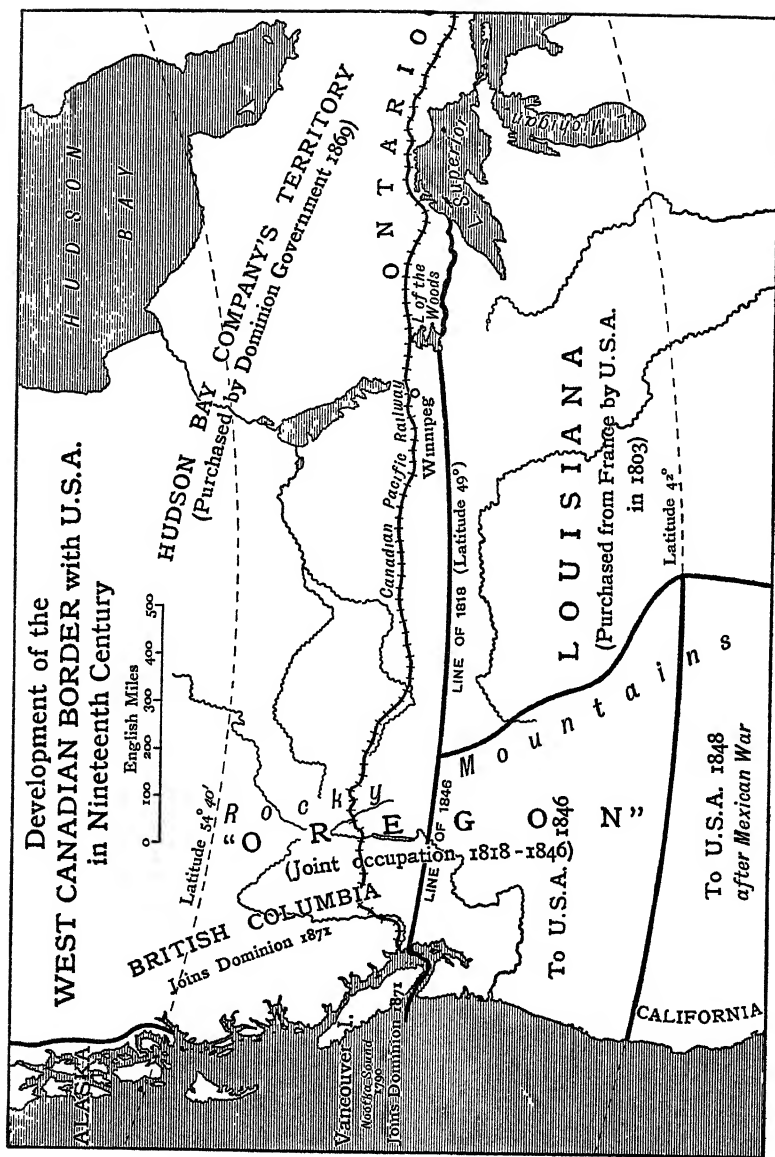 Development of the
WEST CANADIAN BORDER with U.S.A.
in Nineteenth Century
English Miles
0 100 200 300 400 500
HUDSON
BAY
HUDSON BAY COMPANY'S TERRITORY
(Purchased by Dominion Government 1869)
Latitude 54° 40'
ALASKA
BRITISH COLUMBIA
Joins Dominion 1871
Rocky
Mountains
"OREGON"
(Joint occupation 1818-1846)
Canadian Pacific Railway
Winnipeg
ONTARIO
L of the
Woods
L. Superior
L. Michigan
Vancouver I.
Nootka Sound
1790
Joins Dominion 1871
LINE OF 1846
LINE OF 1818 (Latitude 49°)
To U.S.A. 1846
LOUISIANA
(Purchased from France by U.S.A.
in 1803)
Latitude 42°
CALIFORNIA
To U.S.A. 1848
after Mexican War